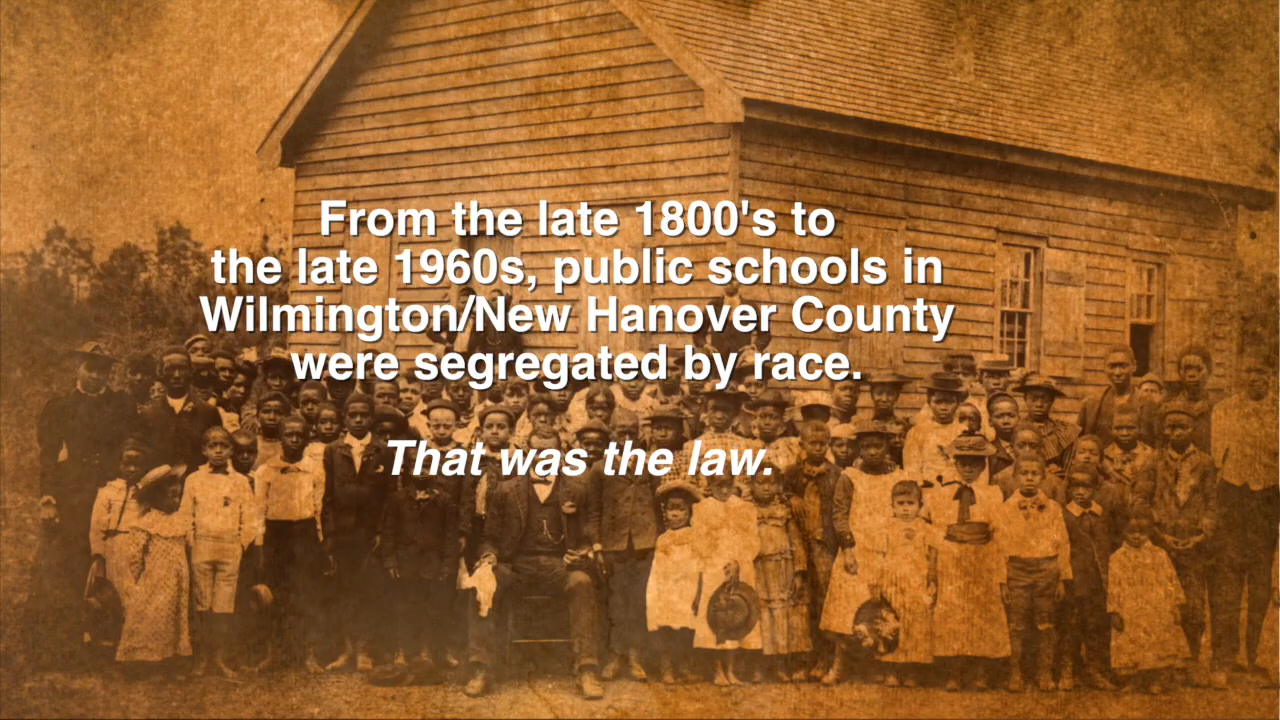 From the late 1800's to
the late 1960s, public schools in
Wilmington/New Hanover County
were segregated by race.
That was the law.